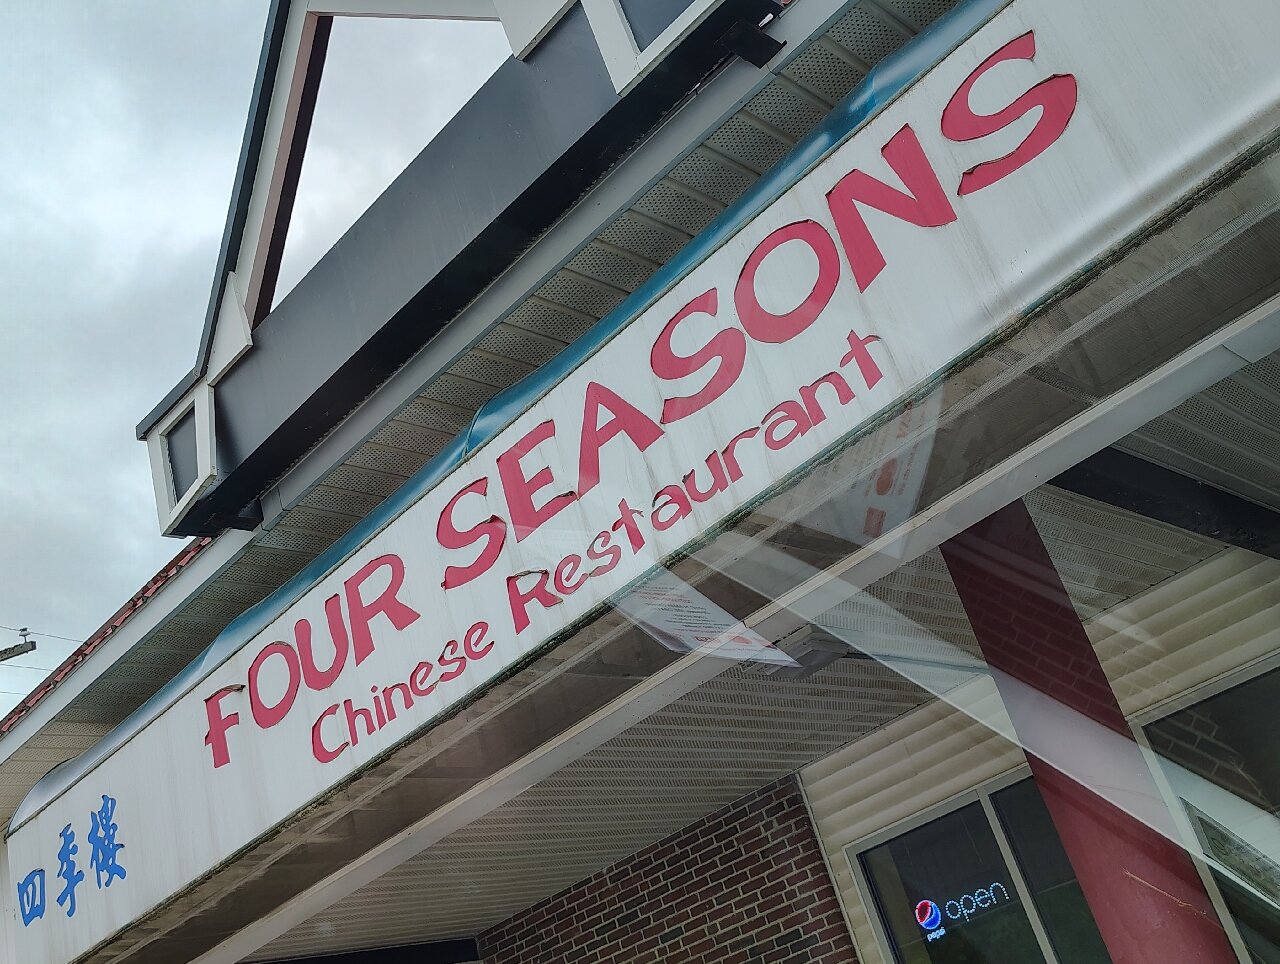 FOUR SEASONS
Chinese Restaurant
四季樓
open
pepsi